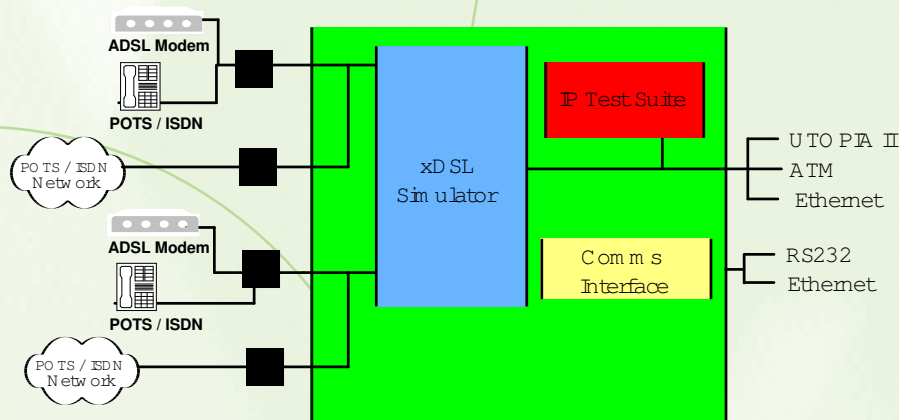 ADSL Modem
POTS / ISDN
POTS / ISDN
Network
ADSL Modem
POTS / ISDN
POTS / ISDN
Network
xDSL
Simulator
IP Test Suite
Comms
Interface
UTOPIA II
ATM
Ethernet
RS232
Ethernet